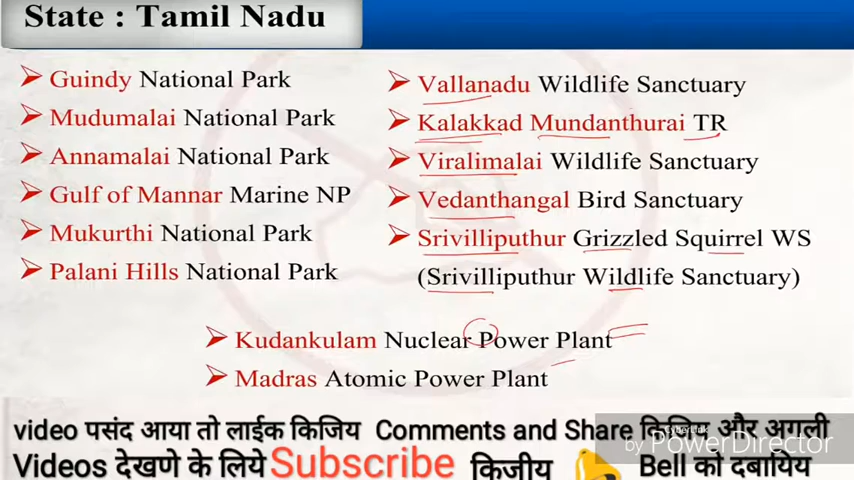 State : Tamil Nadu
Guindy National Park
Mudumalai National Park
Annamalai National Park
Gulf of Mannar Marine NP
Mukurthi National Park
Palani Hills National Park
Vallanadu Wildlife Sanctuary
Kalakkad Mundanthurai TR
Viralimalai Wildlife Sanctuary
Vedanthangal Bird Sanctuary
Srivilliputhur Grizzled Squirrel WS
(Srivilliputhur Wildlife Sanctuary)
Kudankulam Nuclear Power Plant
Madras Atomic Power Plant
video पसंद आया तो लाईक किजिय Comments and Share और अगली
Videos देखणे के लिये Subscribe किजीय Bell को दबायिय
by PowerDirector